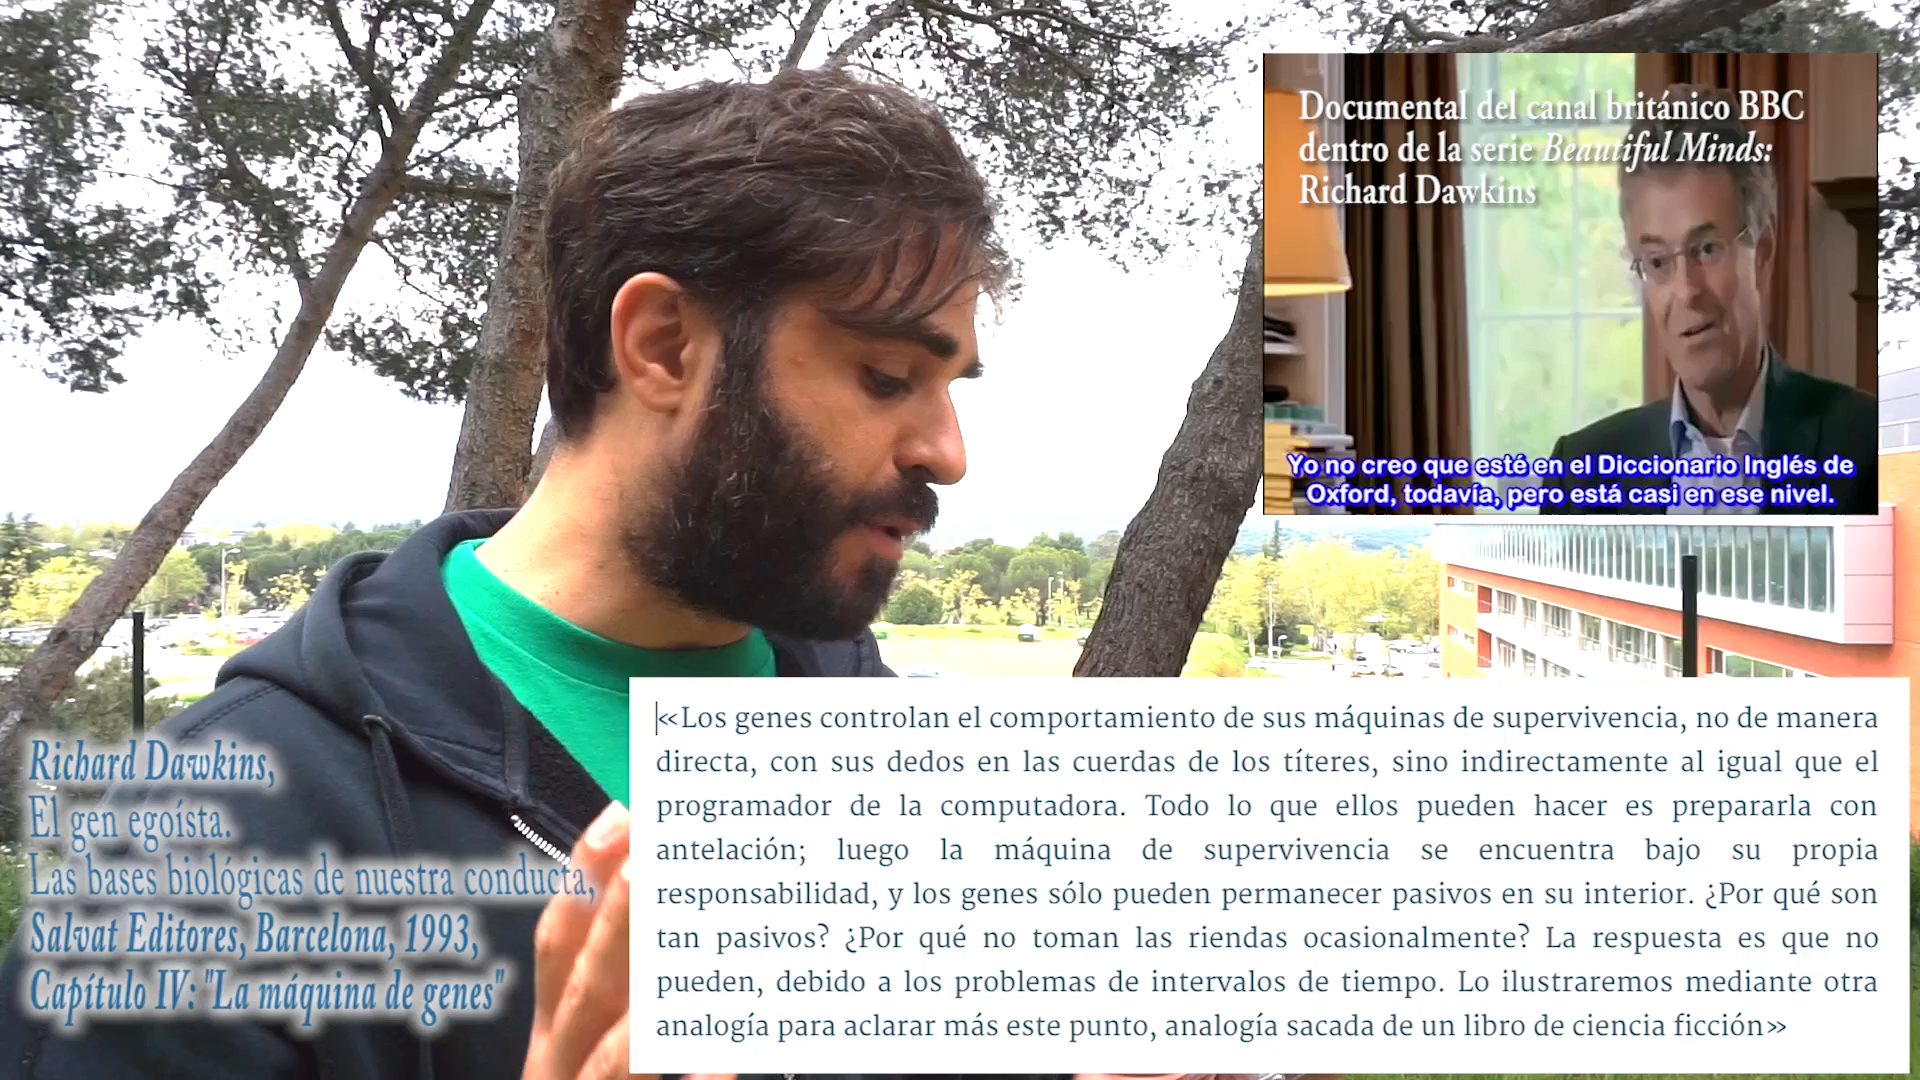 Documental del canal británico BBC
dentro de la serie Beautiful Minds:
Richard Dawkins
Yo no creo que esté en el Diccionario Inglés de
Oxford, todavía, pero está casi en ese nivel.
Richard Dawkins,
El gen egoísta.
Las bases biológicas de nuestra conducta,
Salvat Editores, Barcelona, 1993,
Capítulo IV: "La máquina de genes"
«Los genes controlan el comportamiento de sus máquinas de supervivencia, no de manera
directa, con sus dedos en las cuerdas de los títeres, sino indirectamente al igual que el
programador de la computadora. Todo lo que ellos pueden hacer es prepararla con
antelación; luego la máquina de supervivencia se encuentra bajo su propia
responsabilidad, y los genes sólo pueden permanecer pasivos en su interior. ¿Por qué son
tan pasivos? ¿Por qué no toman las riendas ocasionalmente? La respuesta es que no
pueden, debido a los problemas de intervalos de tiempo. Lo ilustraremos mediante otra
analogía para aclarar más este punto, analogía sacada de un libro de ciencia ficción»